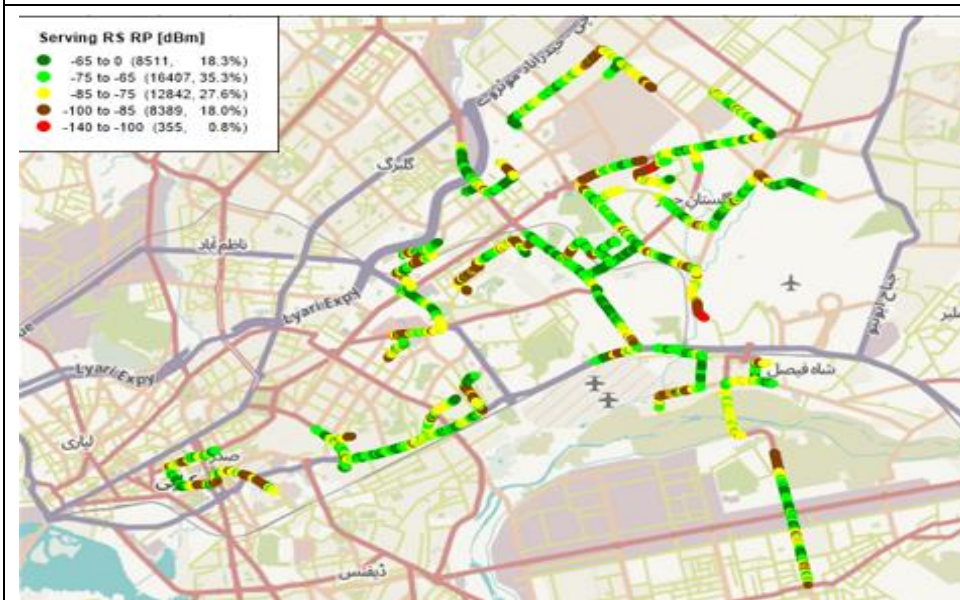 Serving RS RP [dBm]
-65 to 0 (8511, 18.3%)
-75 to -65 (16407, 35.3%)
-85 to -75 (12842, 27.6%)
-100 to -85 (8389, 18.0%)
-140 to -100 (355, 0.8%)
گلبرگ
ناظم آباد
Lyari Expy
Lyari Expy
شاه فیصل
لیاری
ڈیفنس